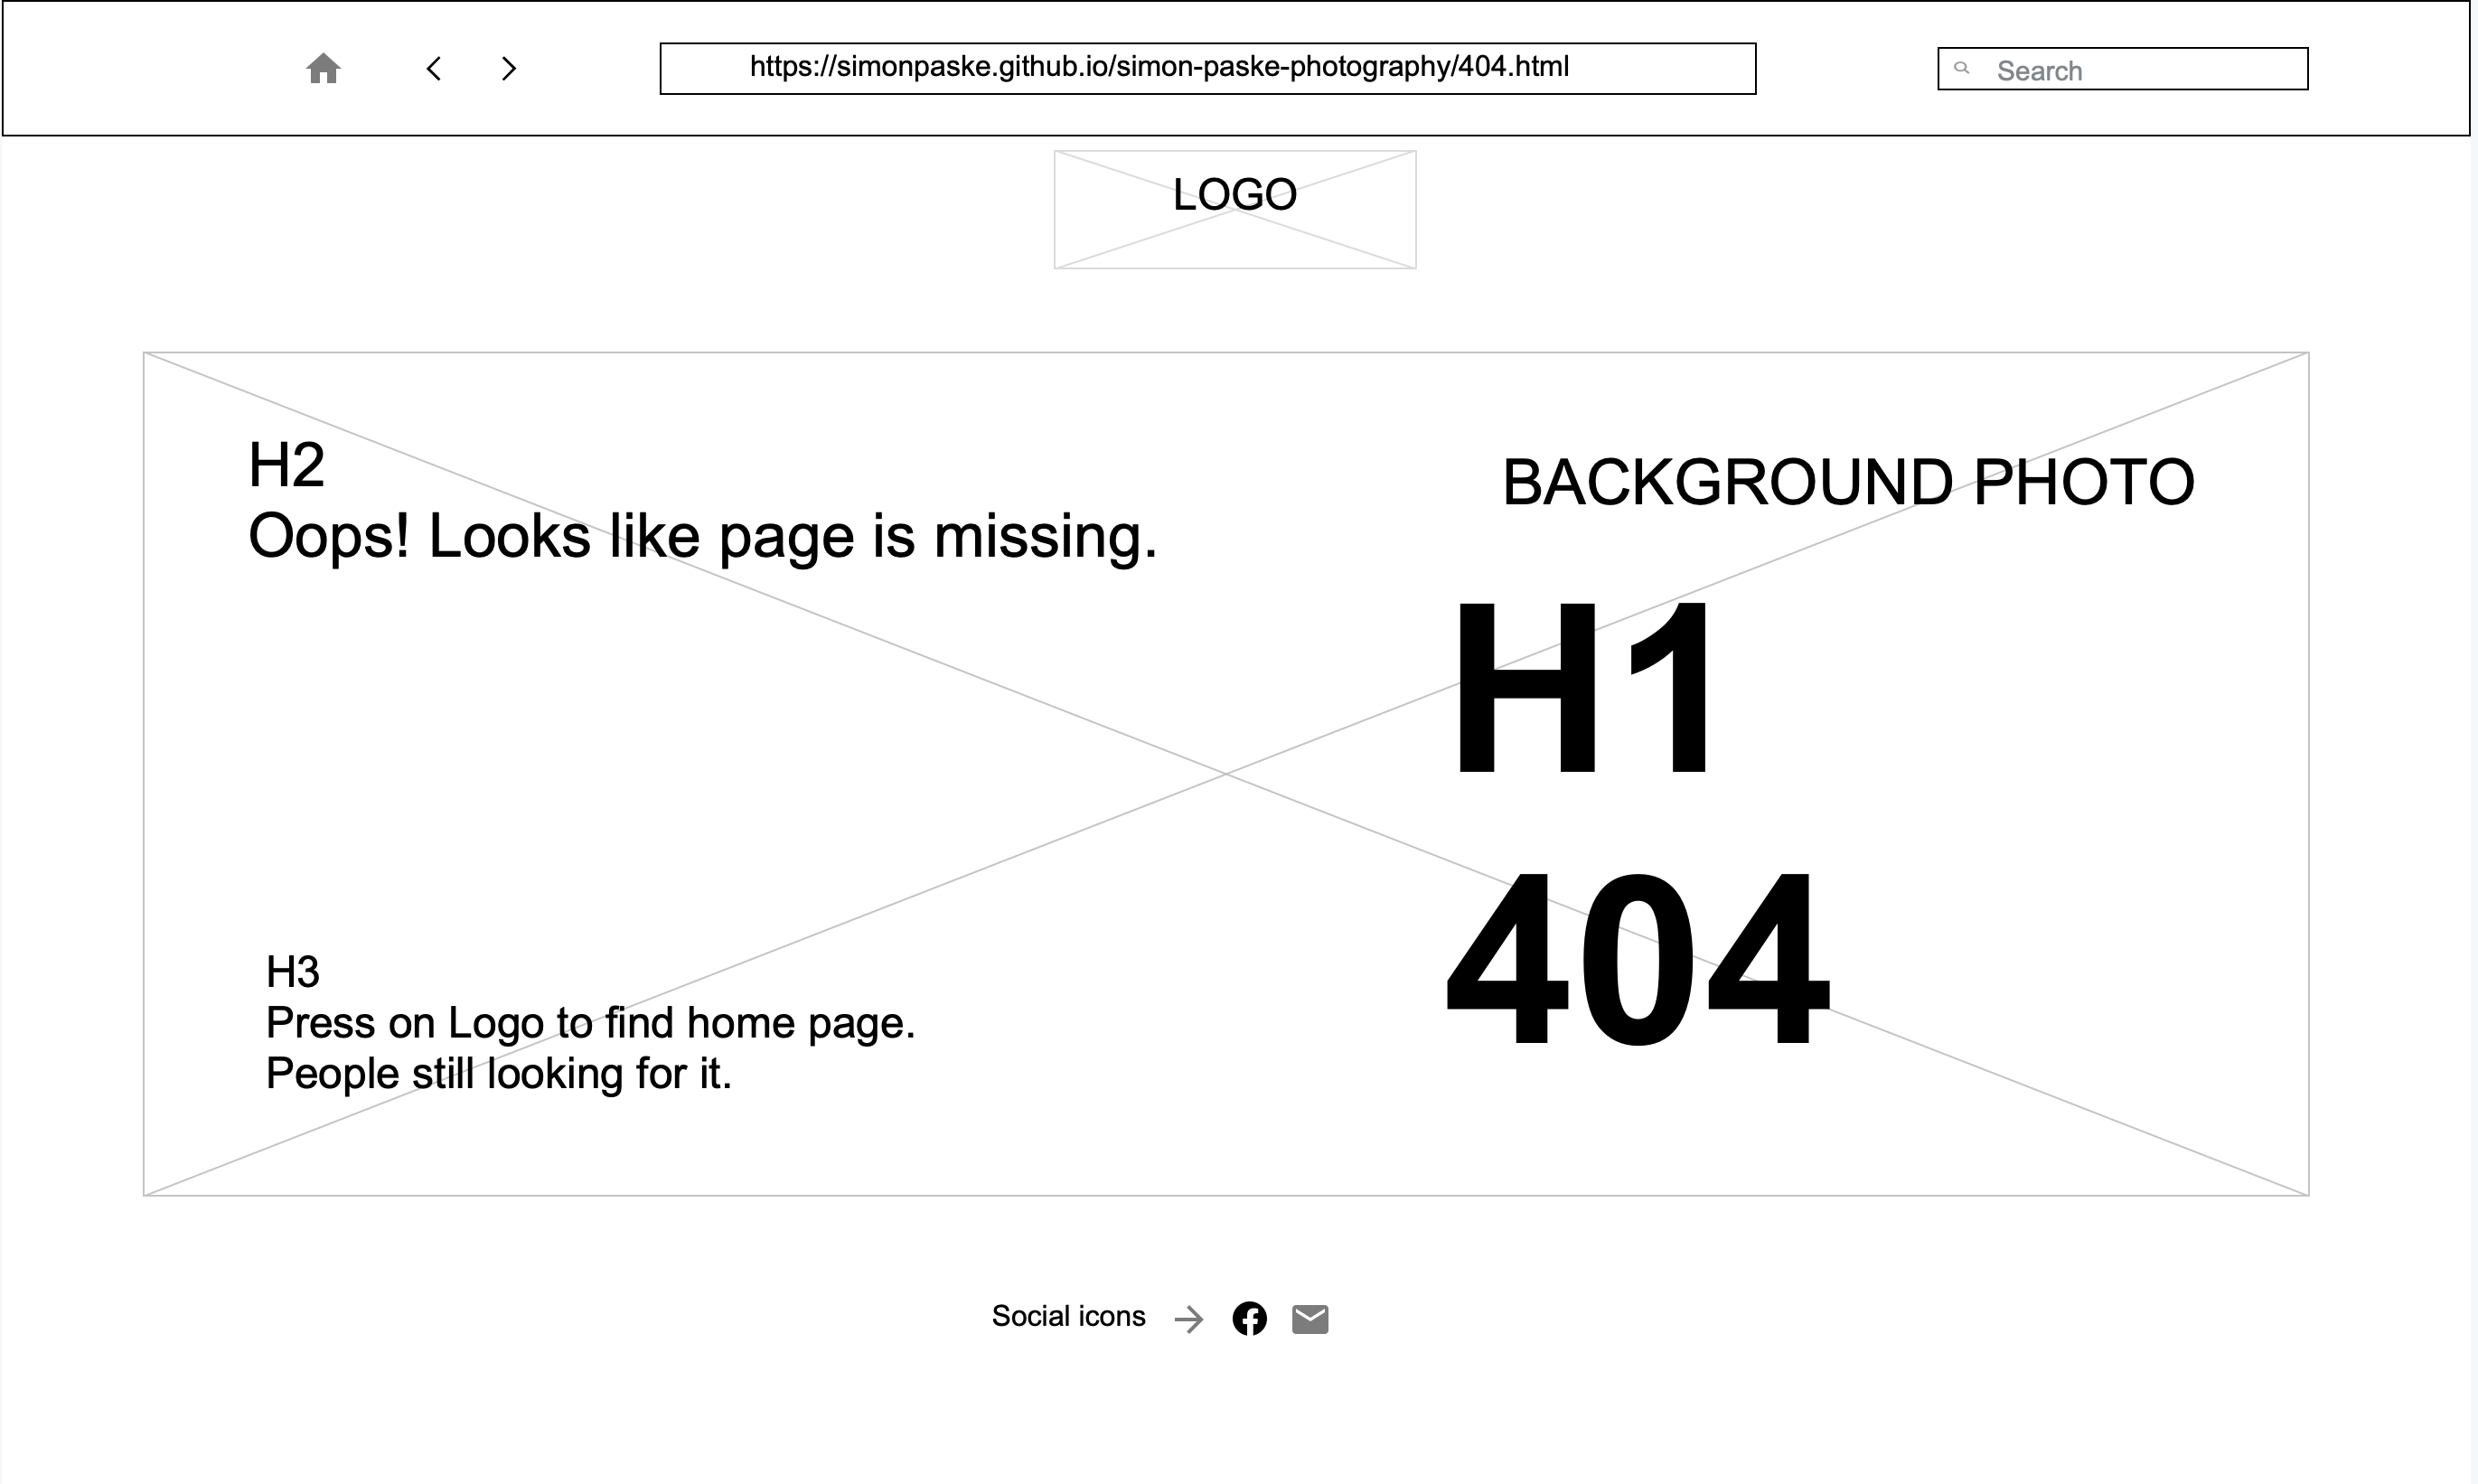 https://simonpaske.github.io/simon-paske-photography/404.html
Search
LOGO
H2
Oops! Looks like page is missing.
BACKGROUND PHOTO
H1
404
H3
Press on Logo to find home page.
People still looking for it.
Social icons